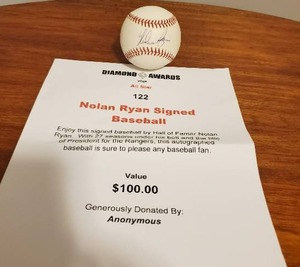 DIAMOND AWARDS
All Star
122
Nolan Ryan Signed
Baseball
Enjoy this signed baseball by Hall of Famer Nolan
Ryan. With 27 seasons under his belt and the title
of President for the Rangers, this autographed
baseball is sure to please any baseball fan.
Value
$100.00
Generously Donated By:
Anonymous